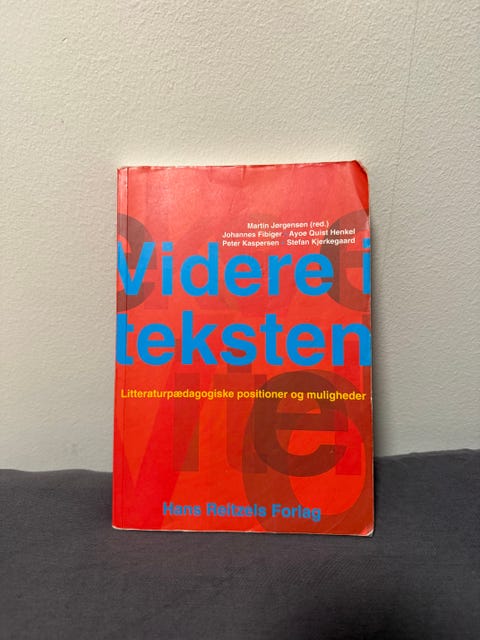 Martin Jørgensen (red.)
Johannes Fibiger Ayoe Quist Henkel
Peter Kaspersen Stefan Kjerkegaard
Videre i
teksten
Litteraturpædagogiske positioner og muligheder
Hans Reitzels Forlag